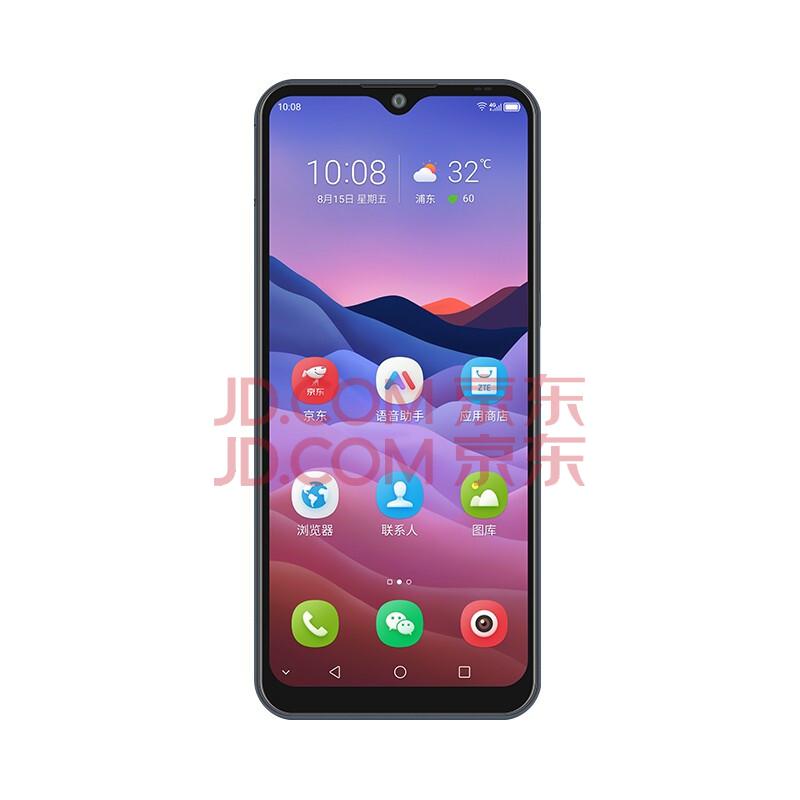 10:08
4G
10:08
32℃
8月15日 星期五
浦东
60
京东
ZTE
京东
语音助手
应用商店
JD.COM 京东
JD.COM 京东
浏览器
联系人
图库